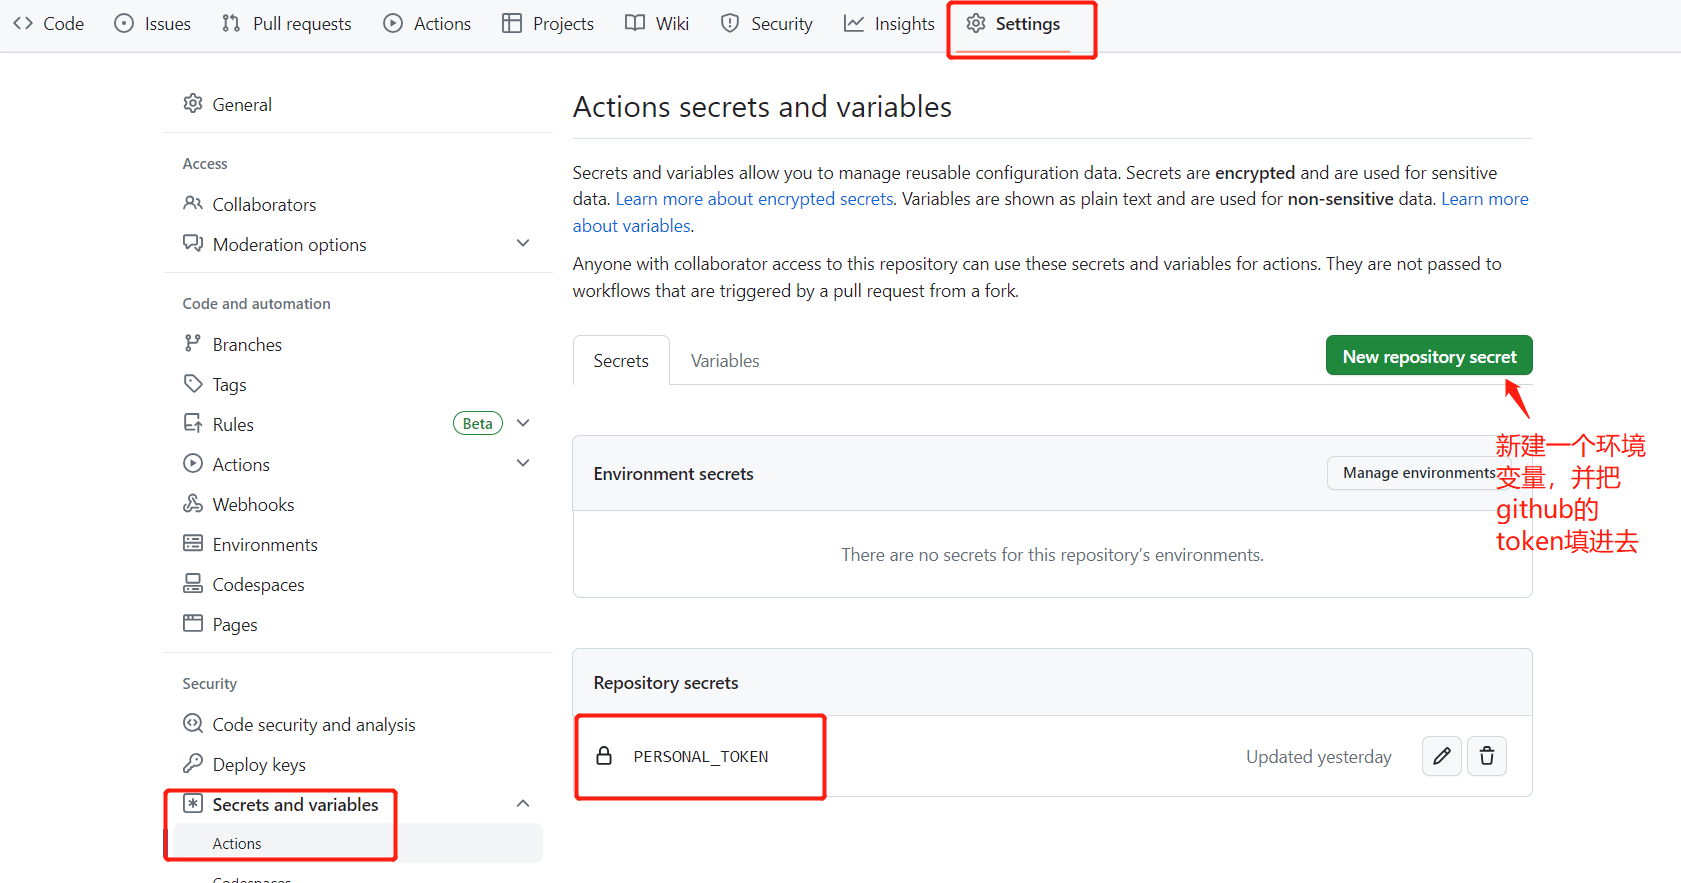 Code Issues Pull requests Actions Projects Wiki Security Insights Settings
General
Access
Collaborators
Moderation options
Code and automation
Branches
Tags
Rules Beta
Actions
Webhooks
Environments
Codespaces
Pages
Security
Code security and analysis
Deploy keys
Secrets and variables
Actions
Codespaces
Actions secrets and variables
Secrets and variables allow you to manage reusable configuration data. Secrets are encrypted and are used for sensitive
data. Learn more about encrypted secrets. Variables are shown as plain text and are used for non-sensitive data. Learn more
about variables.
Anyone with collaborator access to this repository can use these secrets and variables for actions. They are not passed to
workflows that are triggered by a pull request from a fork.
Secrets Variables
New repository secret
新建一个环境
变量，并把
github的
token填进去
Environment secrets
Manage environments
There are no secrets for this repository’s environments.
Repository secrets
PERSONAL_TOKEN
Updated yesterday